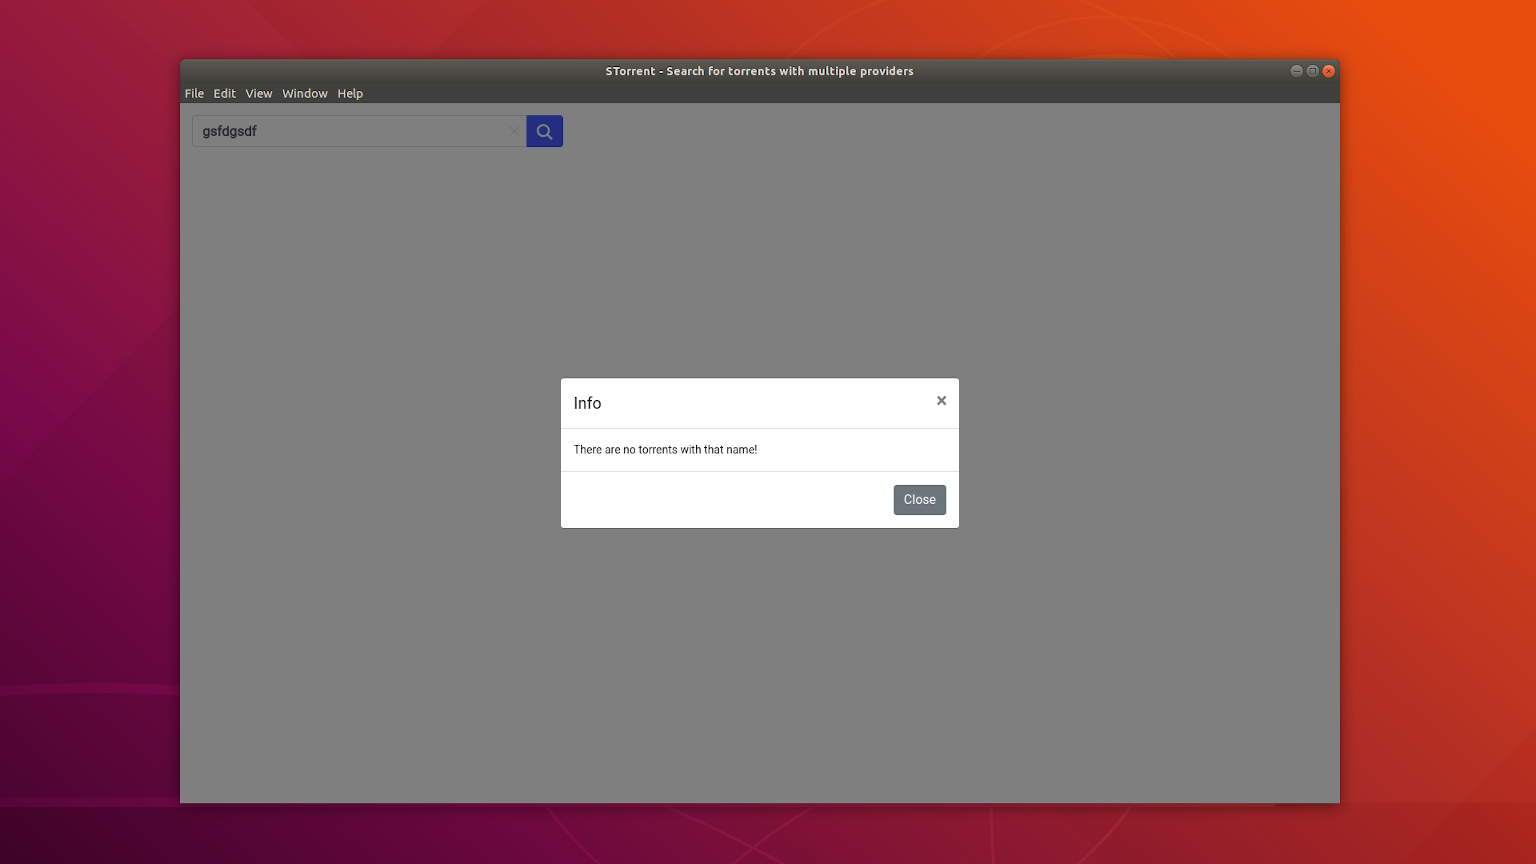 STorrent - Search for torrents with multiple providers
File Edit View Window Help
gsfdgsdf
Info
There are no torrents with that name!
Close